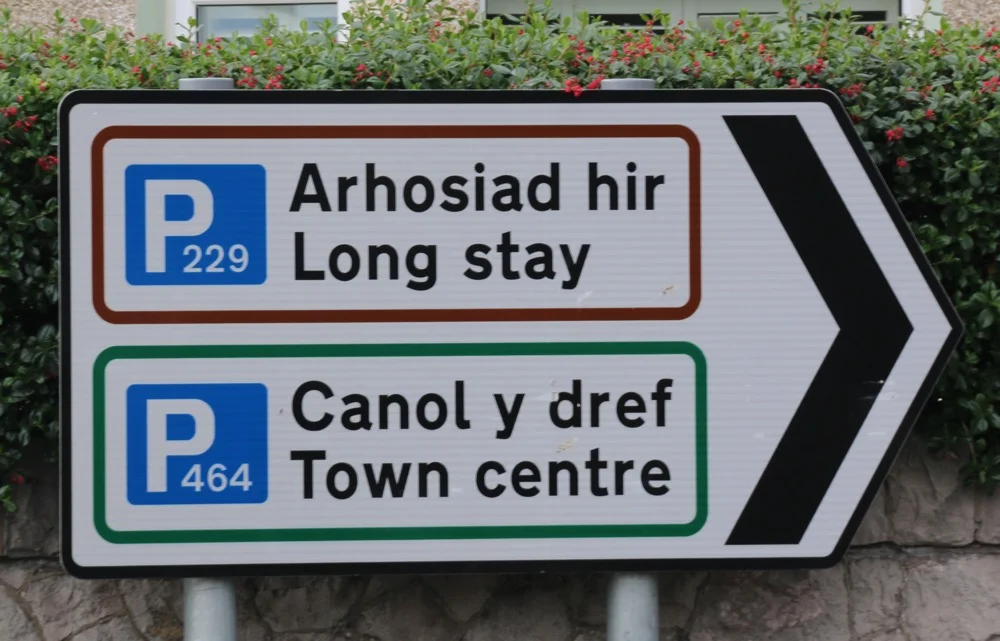 P
229
Arhosiad hir
Long stay
P
464
Canol y dref
Town centre